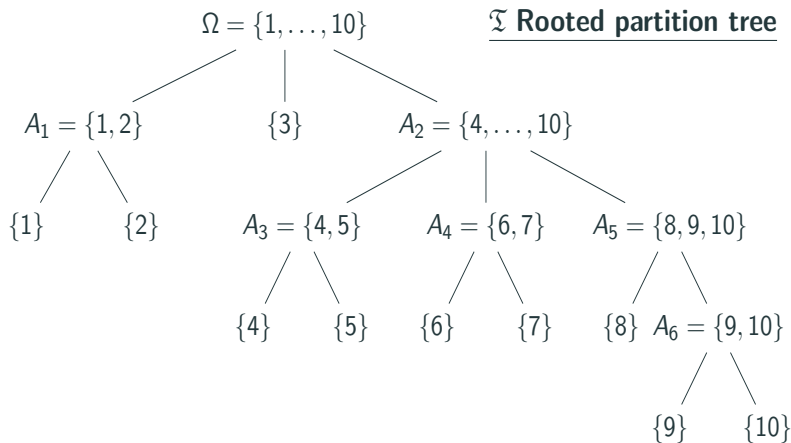 Ω = {1, . . . , 10}
𝔗 Rooted partition tree
A₁ = {1, 2}
{3}
A₂ = {4, . . . , 10}
{1}
{2}
A₃ = {4, 5}
A₄ = {6, 7}
A₅ = {8, 9, 10}
{4}
{5}
{6}
{7}
{8}
A₆ = {9, 10}
{9}
{10}